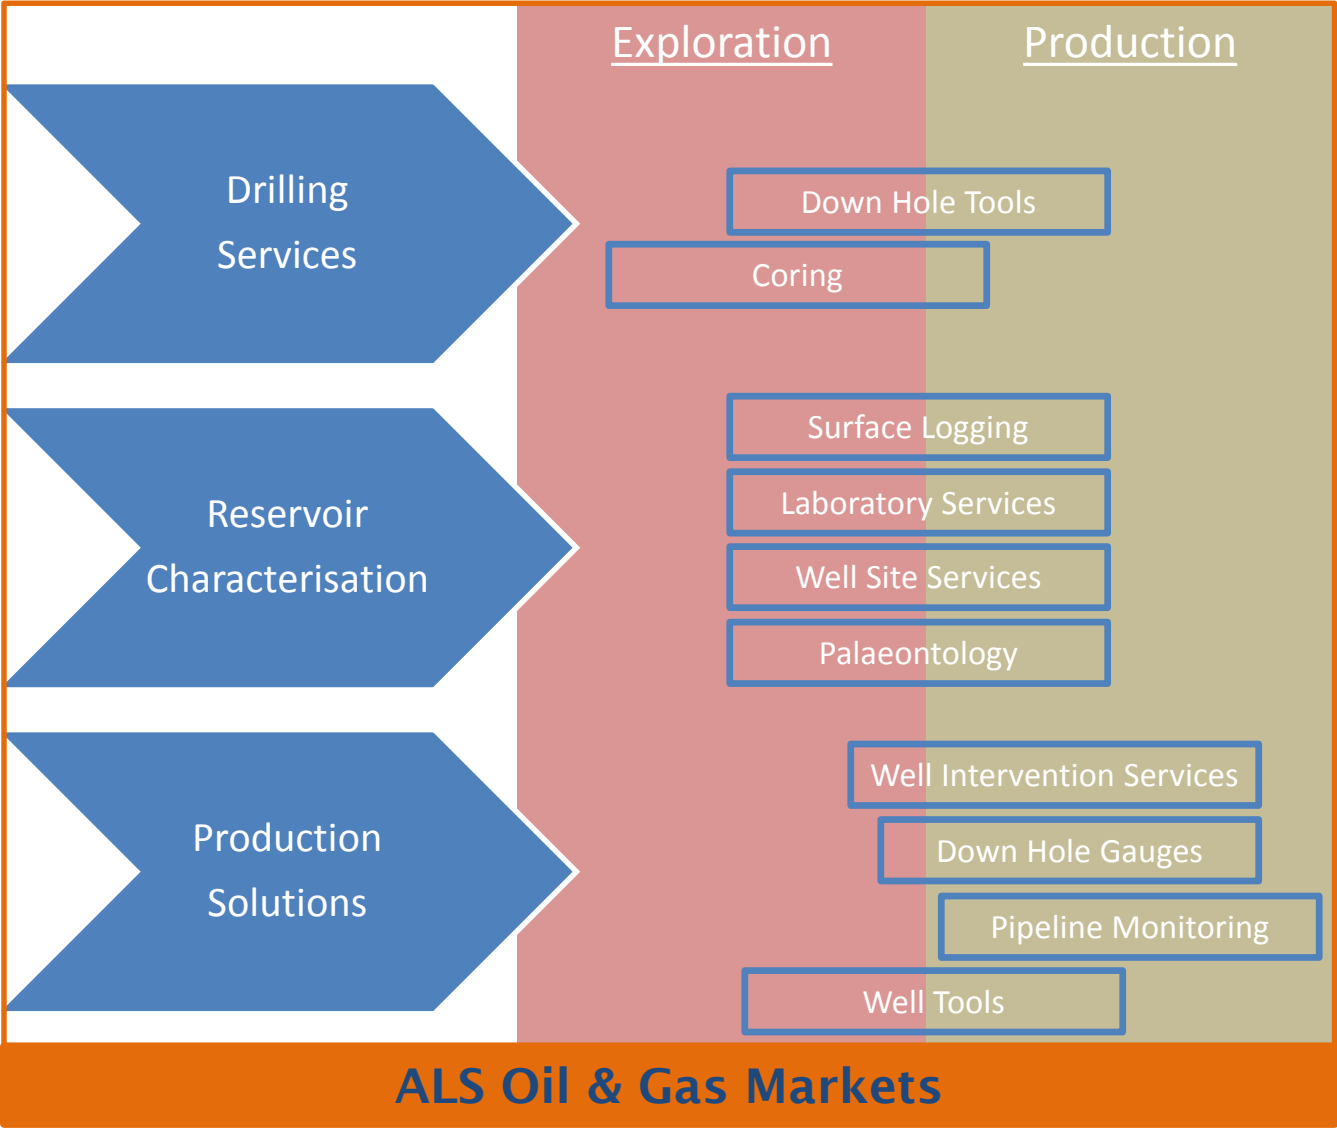 Exploration
Production
Drilling
Services
Down Hole Tools
Coring
Reservoir
Characterisation
Surface Logging
Laboratory Services
Well Site Services
Palaeontology
Production
Solutions
Well Intervention Services
Down Hole Gauges
Pipeline Monitoring
Well Tools
ALS Oil & Gas Markets